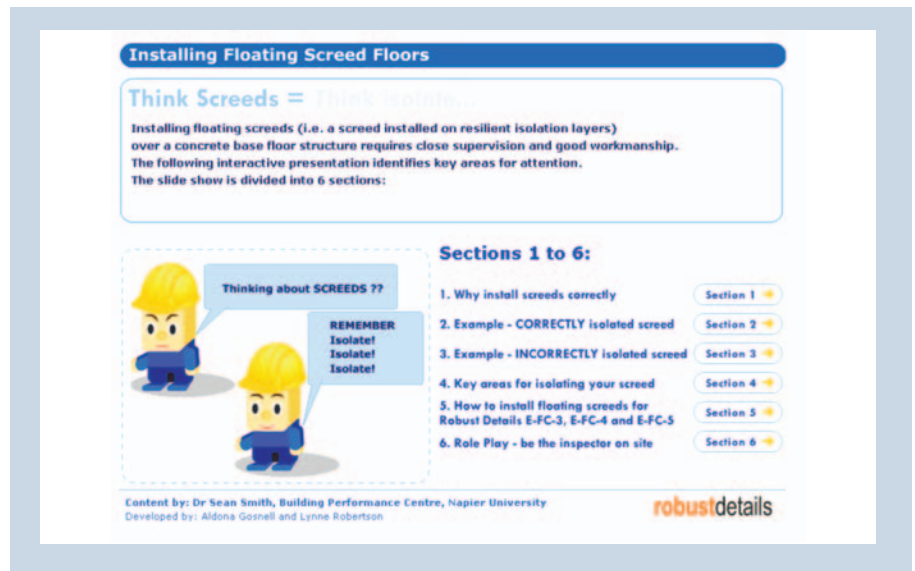 Installing Floating Screed Floors
Think Screeds = Think isolate...
Installing floating screeds (i.e. a screed installed on resilient isolation layers)
over a concrete base floor structure requires close supervision and good workmanship.
The following interactive presentation identifies key areas for attention.
The slide show is divided into 6 sections:
Thinking about SCREEDS ??
REMEMBER
Isolate!
Isolate!
Isolate!
Sections 1 to 6:
1. Why install screeds correctly
Section 1
2. Example - CORRECTLY isolated screed
Section 2
3. Example - INCORRECTLY isolated screed
Section 3
4. Key areas for isolating your screed
Section 4
5. How to install floating screeds for
Robust Details E-FC-3, E-FC-4 and E-FC-5
Section 5
6. Role Play - be the inspector on site
Section 6
Content by: Dr Sean Smith, Building Performance Centre, Napier University
Developed by: Aldona Gosnell and Lynne Robertson
robustdetails